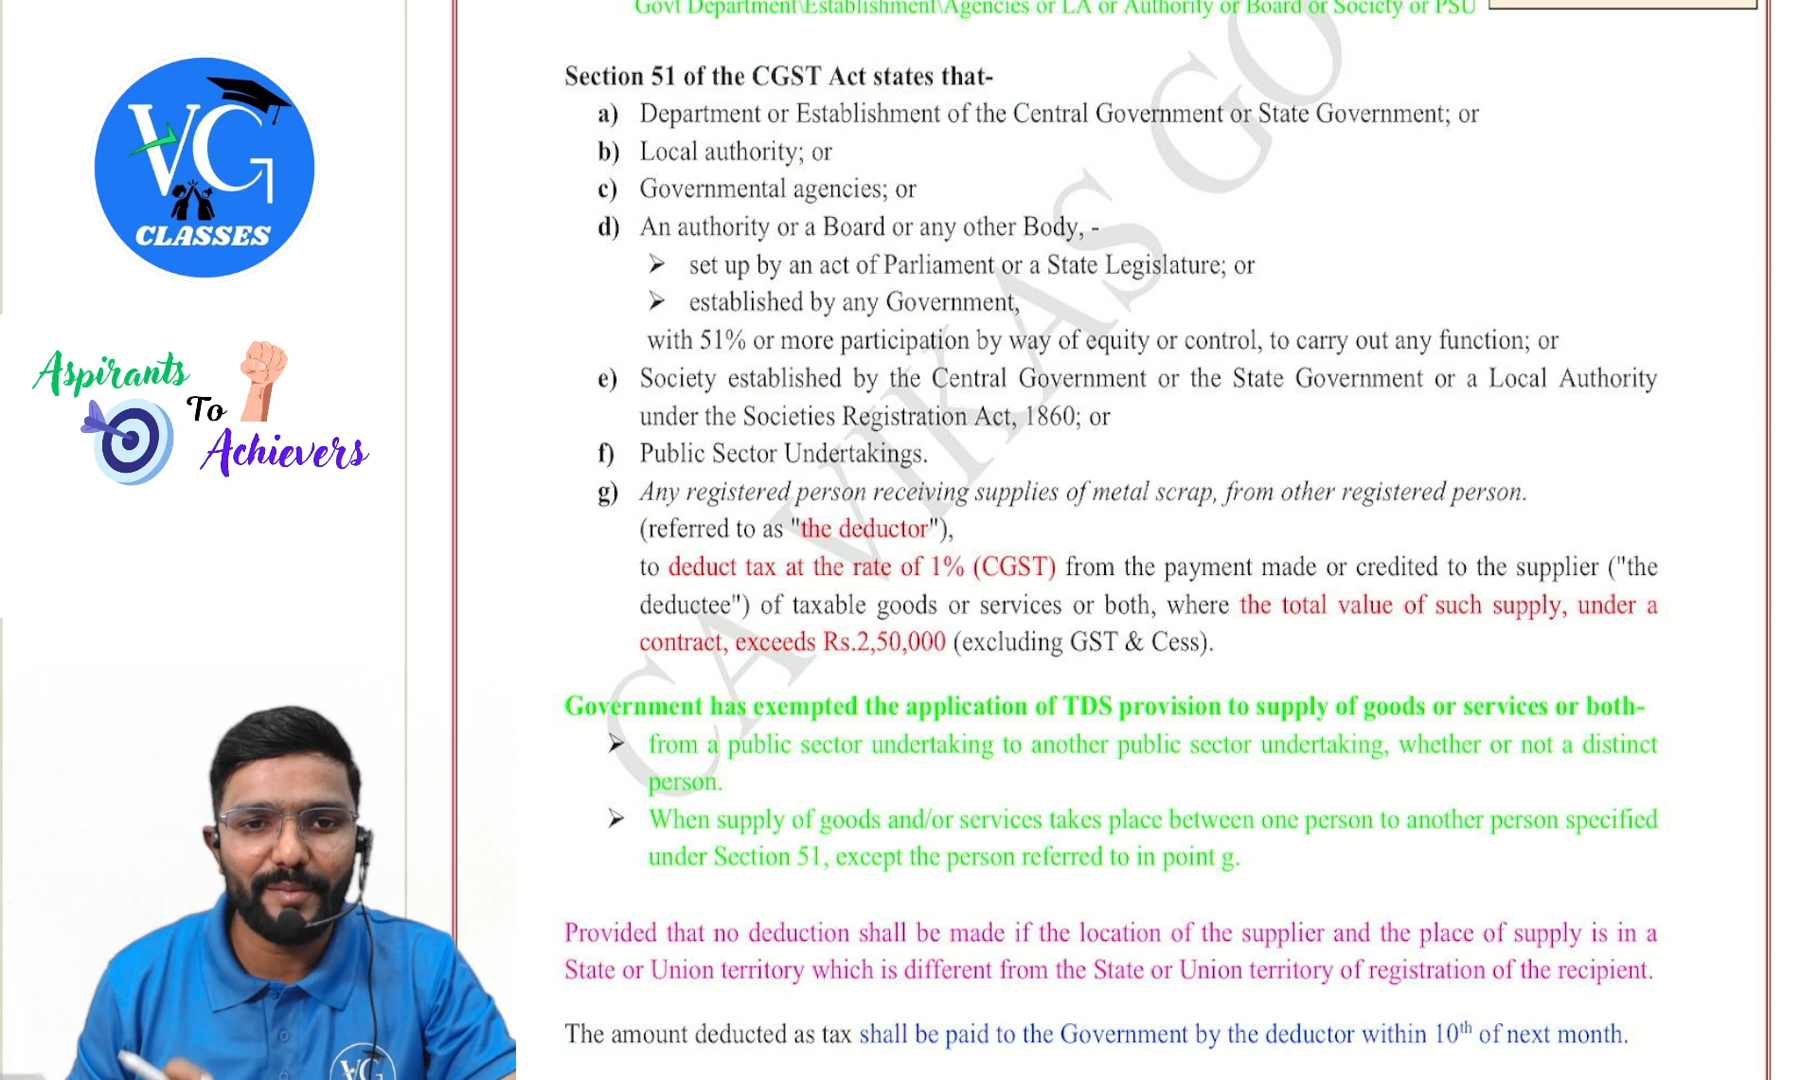 Govt Department\Establishment\Agencies or LA or Authority or Board or Society or PSU
VG
CLASSES
Aspirants
To
Achievers
Section 51 of the CGST Act states that-
a) Department or Establishment of the Central Government or State Government; or
b) Local authority; or
c) Governmental agencies; or
d) An authority or a Board or any other Body, -
➤ set up by an act of Parliament or a State Legislature; or
➤ established by any Government,
with 51% or more participation by way of equity or control, to carry out any function; or
e) Society established by the Central Government or the State Government or a Local Authority
under the Societies Registration Act, 1860; or
f) Public Sector Undertakings.
g) Any registered person receiving supplies of metal scrap, from other registered person.
(referred to as "the deductor"),
to deduct tax at the rate of 1% (CGST) from the payment made or credited to the supplier ("the
deductee") of taxable goods or services or both, where the total value of such supply, under a
contract, exceeds Rs.2,50,000 (excluding GST & Cess).
Government has exempted the application of TDS provision to supply of goods or services or both-
➤ from a public sector undertaking to another public sector undertaking, whether or not a distinct
person.
➤ When supply of goods and/or services takes place between one person to another person specified
under Section 51, except the person referred to in point g.
Provided that no deduction shall be made if the location of the supplier and the place of supply is in a
State or Union territory which is different from the State or Union territory of registration of the recipient.
The amount deducted as tax shall be paid to the Government by the deductor within 10th of next month.
CA VIKAS GO
VG